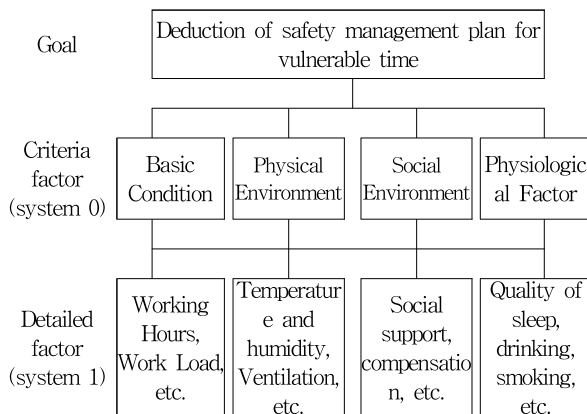 Goal
Deduction of safety management plan for
vulnerable time
Criteria
factor
(system 0)
Basic
Condition
Physical
Environment
Social
Environment
Physiologic
al Factor
Detailed
factor
(system 1)
Working
Hours,
Work Load,
etc.
Temperatur
e and
humidity,
Ventilation,
etc.
Social
support,
compensatio
n, etc.
Quality of
sleep,
drinking,
smoking,
etc.